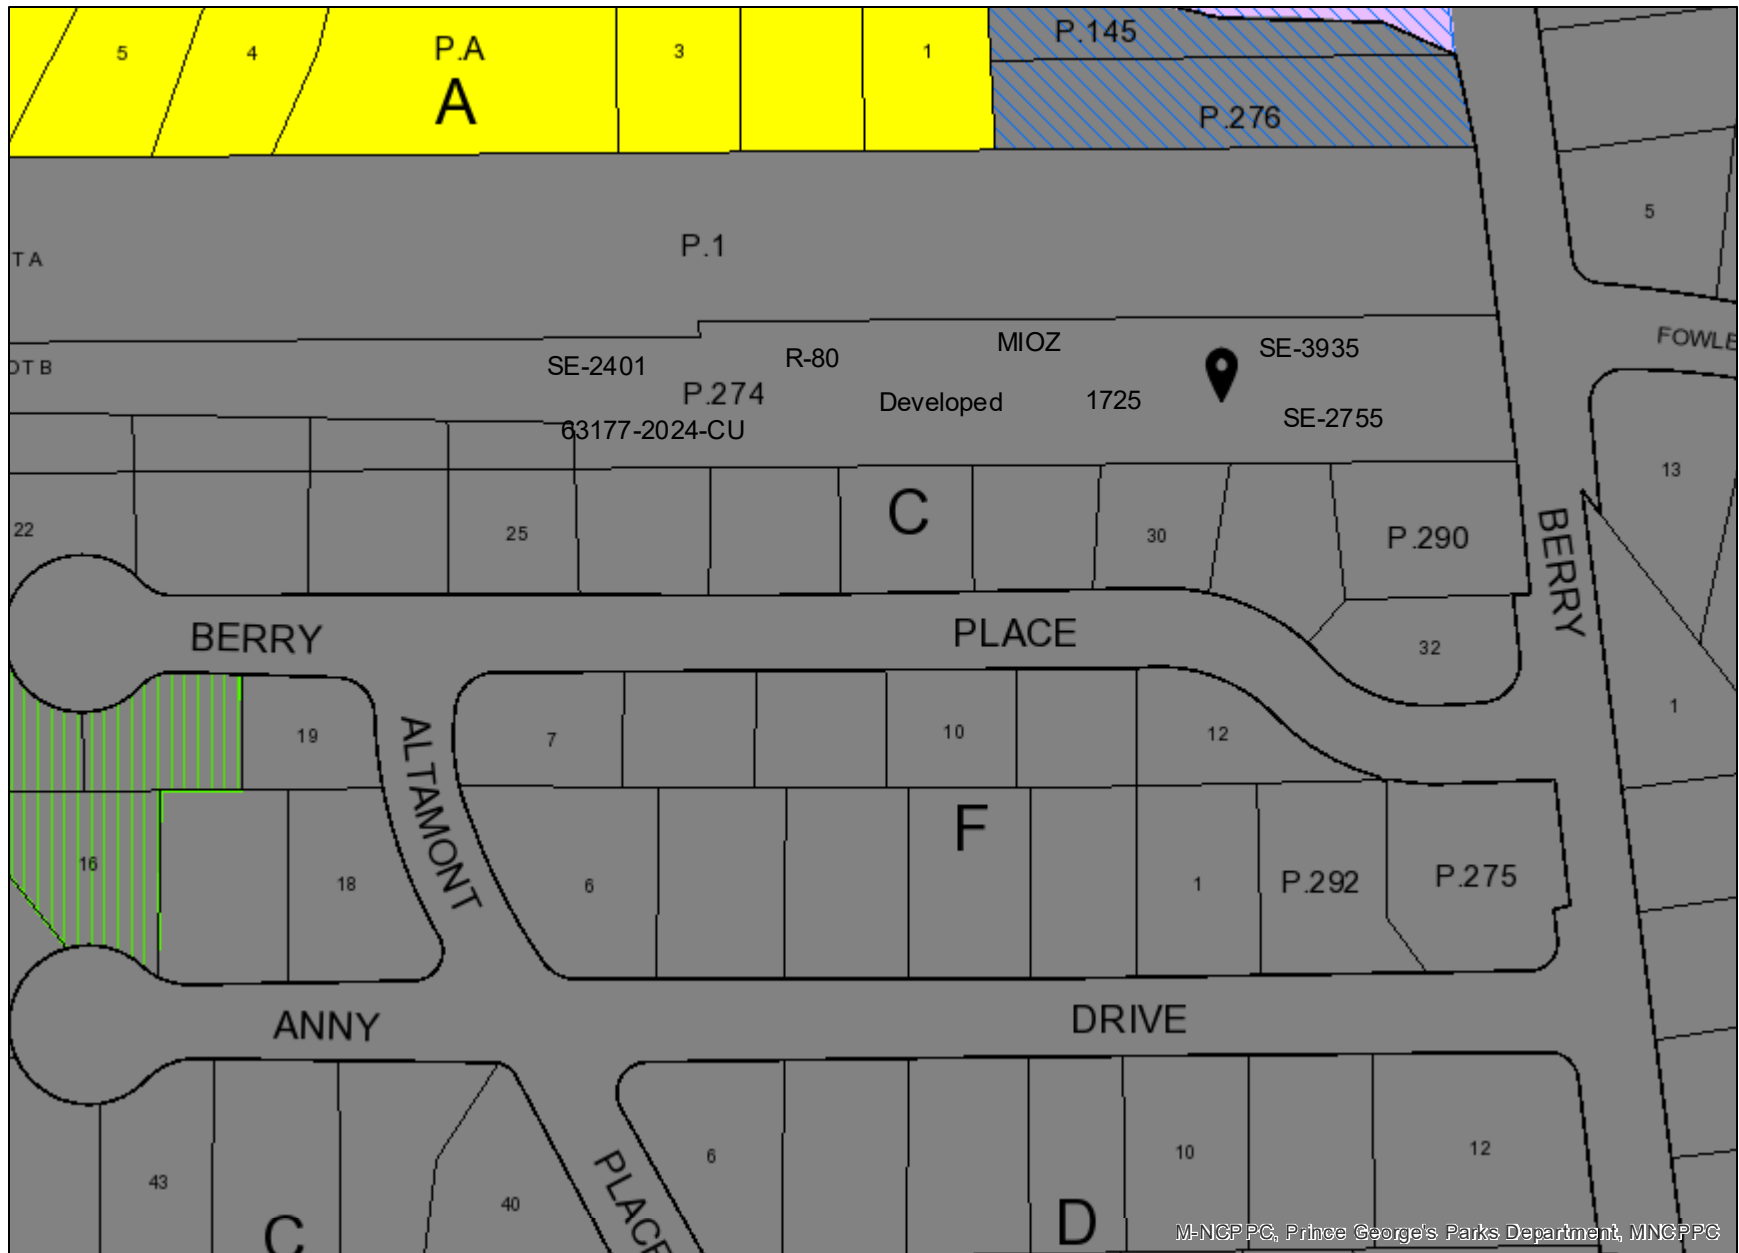 5
4
P.A
3
1
P.145
A
P.276
5
P.1
T A
FOWLE
MIOZ
SE-3935
R-80
SE-2401
OT B
P.274
Developed
1725
SE-2755
63177-2024-CU
13
C
22
25
30
P.290
BERRY
BERRY
PLACE
32
1
19
ALTAMONT
7
10
12
F
16
18
6
1
P.292
P.275
ANNY
DRIVE
43
40
PLACE
6
10
12
C
D
M-NCPPC, Prince George's Parks Department, MNCPPC